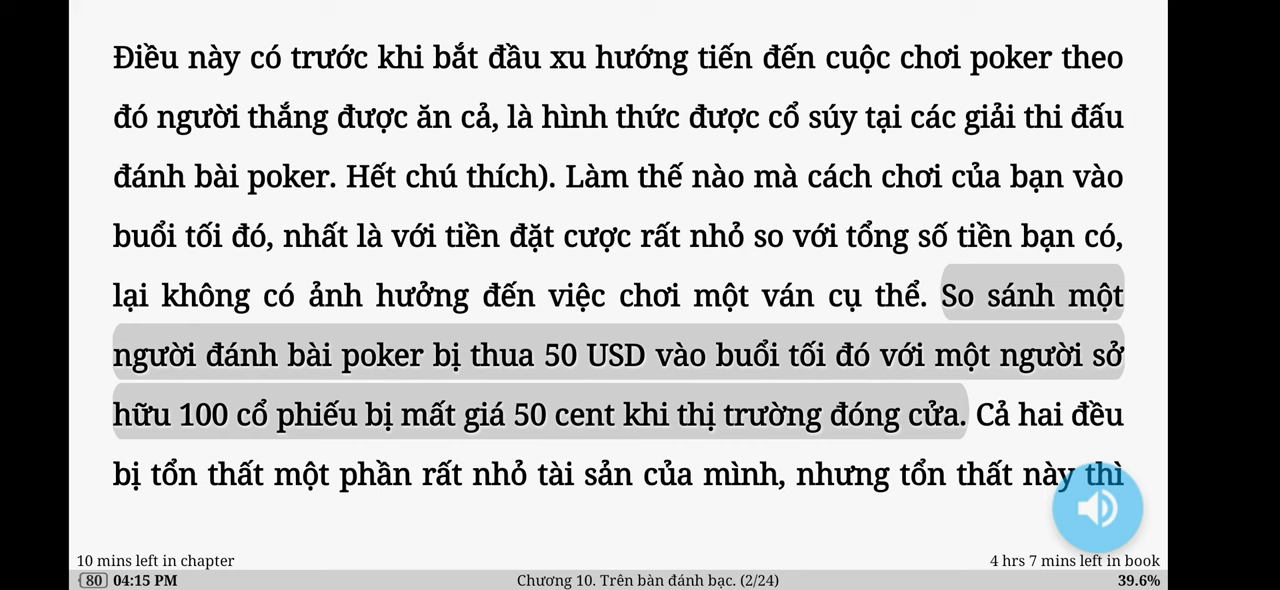 Điều này có trước khi bắt đầu xu hướng tiến đến cuộc chơi poker theo
đó người thắng được ăn cả, là hình thức được cổ súy tại các giải thi đấu
đánh bài poker. Hết chú thích). Làm thế nào mà cách chơi của bạn vào
buổi tối đó, nhất là với tiền đặt cược rất nhỏ so với tổng số tiền bạn có,
lại không có ảnh hưởng đến việc chơi một ván cụ thể. So sánh một
người đánh bài poker bị thua 50 USD vào buổi tối đó với một người sở
hữu 100 cổ phiếu bị mất giá 50 cent khi thị trường đóng cửa. Cả hai đều
bị tổn thất một phần rất nhỏ tài sản của mình, nhưng tổn thất này thì
10 mins left in chapter 4 hrs 7 mins left in book
80 04:15 PM Chương 10. Trên bàn đánh bạc. (2/24) 39.6%